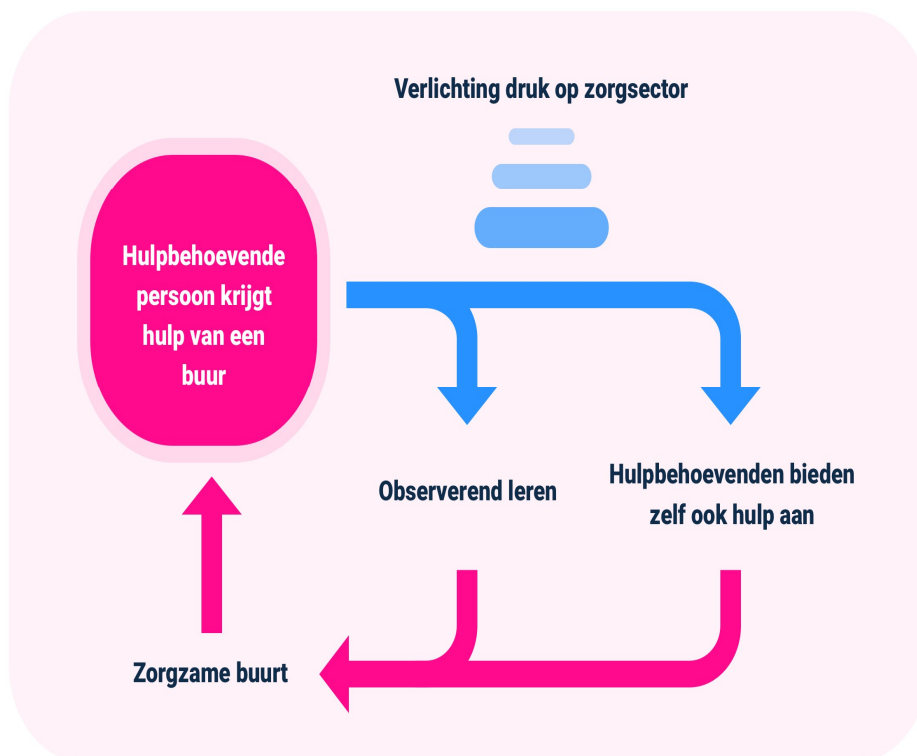 Verlichting druk op zorgsector
Hulpbehoevende
persoon krijgt
hulp van een
buur
Observerend leren
Hulpbehoevenden bieden
zelf ook hulp aan
Zorgzame buurt